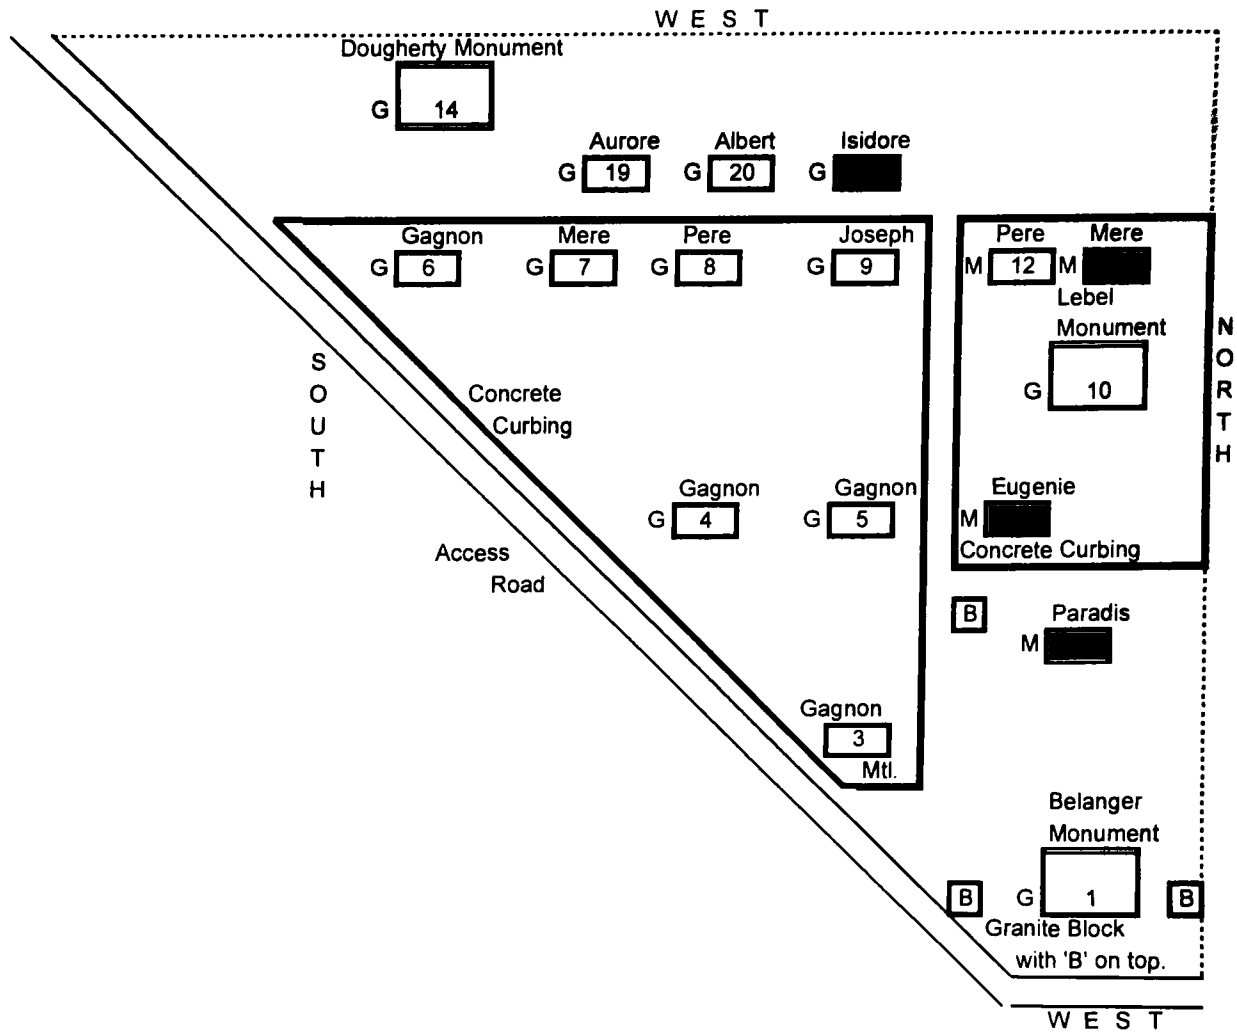 W E S T
Dougherty Monument
G 14
Aurore Albert Isidore
G 19 G 20 G
Gagnon Mere Pere Joseph Pere Mere
G 6 G 7 G 8 G 9 M 12 M
Lebel
Monument
G 10
N O R T H
S O U T H
Concrete
Curbing
Gagnon Gagnon Eugenie
G 4 G 5 M
Concrete Curbing
Access
Road
B Paradis
M
Gagnon
3
Mtl.
Belanger
Monument
B G 1 B
Granite Block
with 'B' on top.
W E S T